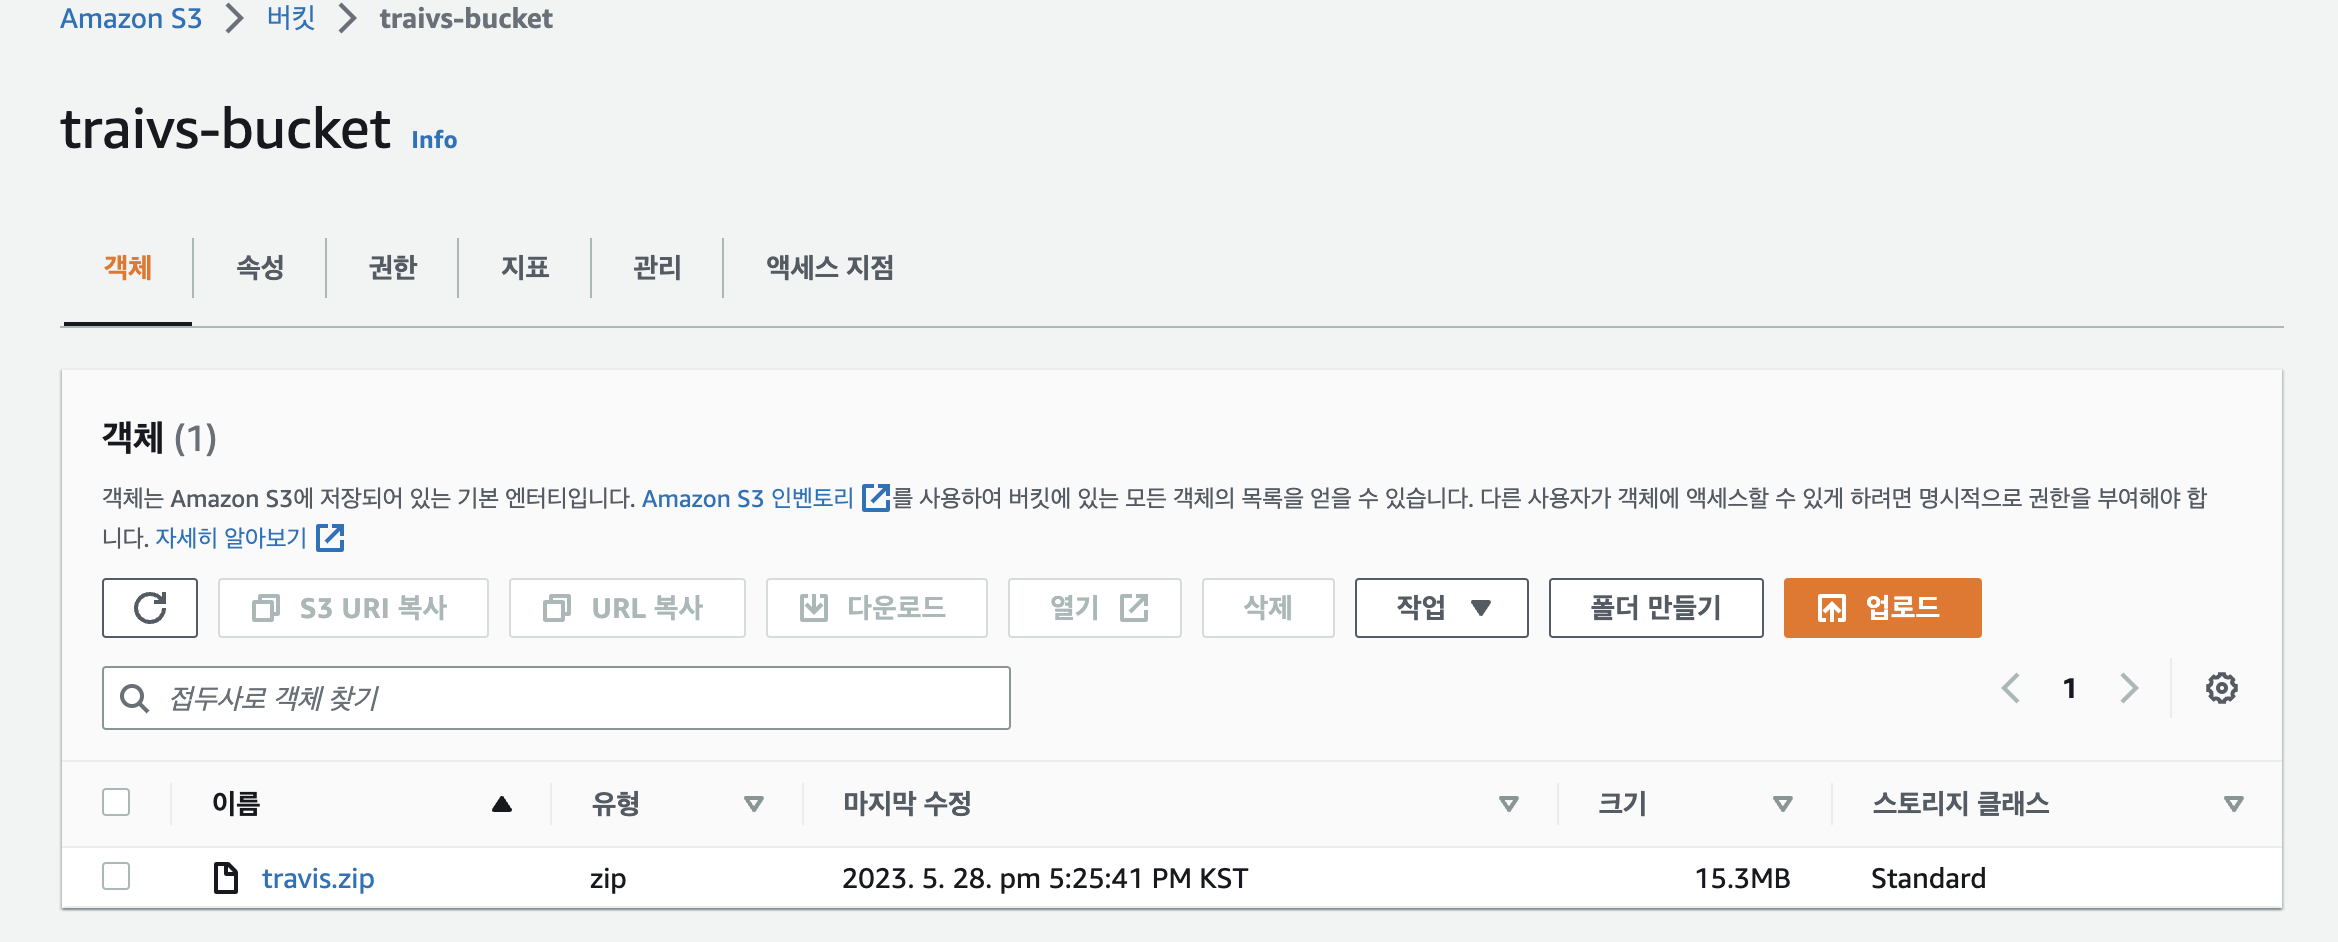 Amazon S3 버킷 traivs-bucket
traivs-bucket Info
객체 속성 권한 지표 관리 액세스 지점
객체 (1)
객체는 Amazon S3에 저장되어 있는 기본 엔터티입니다. Amazon S3 인벤토리 를 사용하여 버킷에 있는 모든 객체의 목록을 얻을 수 있습니다. 다른 사용자가 객체에 액세스할 수 있게 하려면 명시적으로 권한을 부여해야 합
니다. 자세히 알아보기
S3 URI 복사 URL 복사 다운로드 열기 삭제 작업 폴더 만들기 업로드
접두사로 객체 찾기 1
이름 유형 마지막 수정 크기 스토리지 클래스
travis.zip zip 2023. 5. 28. pm 5:25:41 PM KST 15.3MB Standard